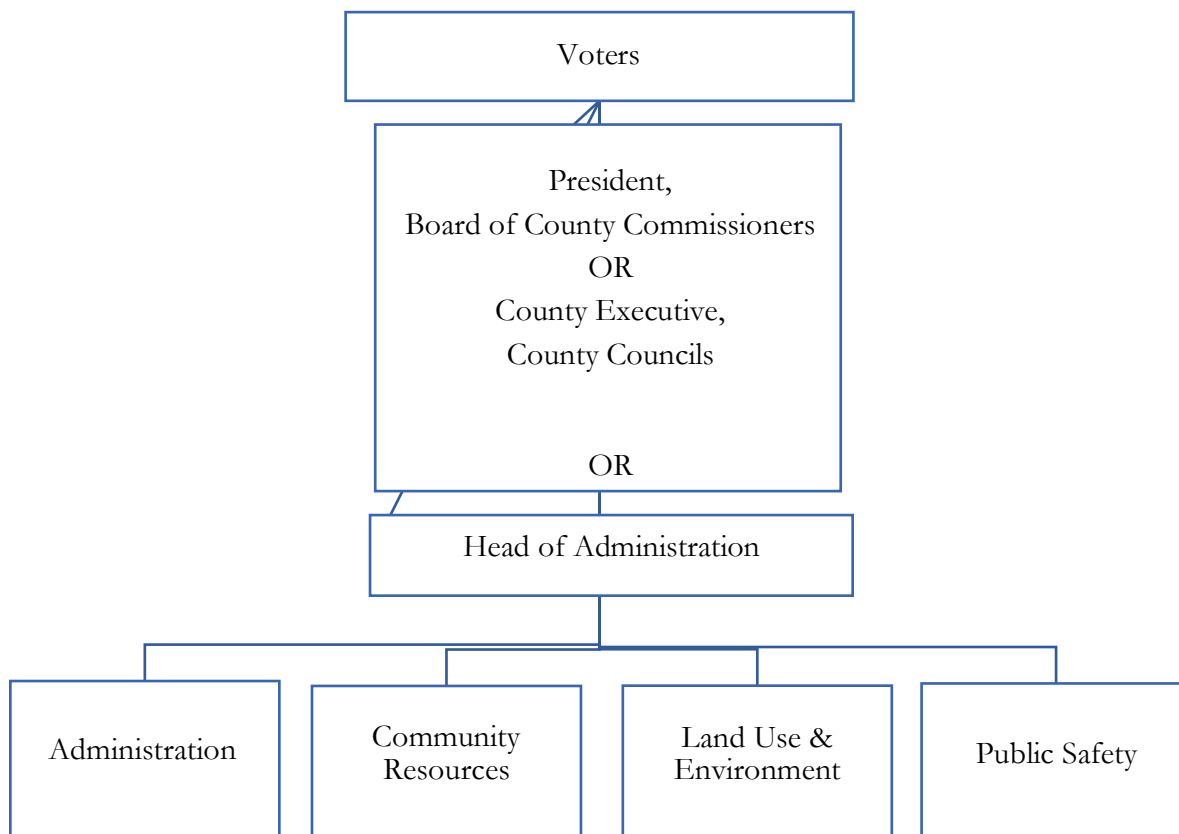 Voters
President,
Board of County Commissioners
OR
County Executive,
County Councils
OR
Head of Administration
Administration
Community
Resources
Land Use &
Environment
Public Safety